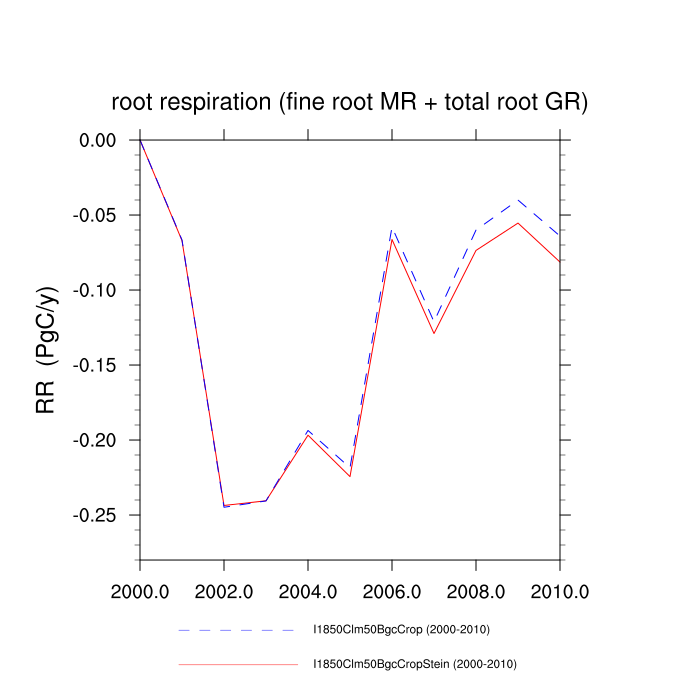 root respiration (fine root MR + total root GR)
0.00
-0.05
-0.10
-0.15
-0.20
-0.25
RR (PgC/y)
2000.0 2002.0 2004.0 2006.0 2008.0 2010.0
I1850Clm50BgcCrop (2000-2010)
I1850Clm50BgcCropStein (2000-2010)